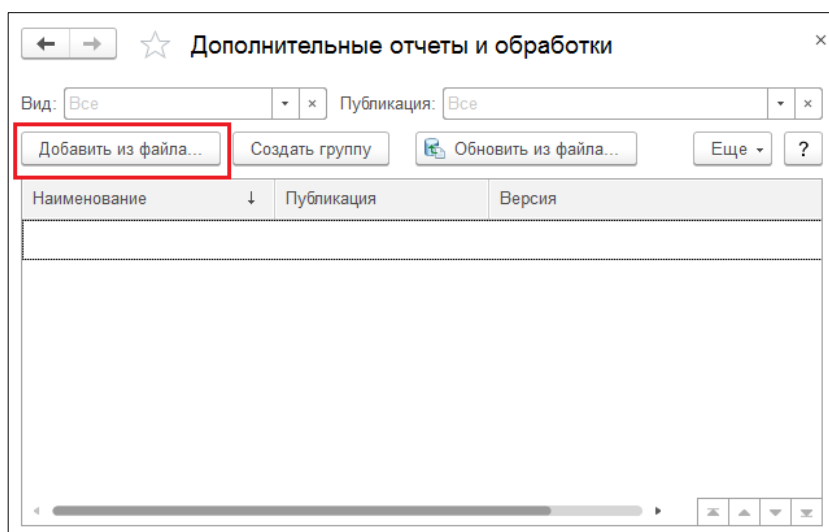 Дополнительные отчеты и обработки
Вид: Все Публикация: Все
Добавить из файла... Создать группу Обновить из файла... Еще ?
Наименование ↓ Публикация Версия